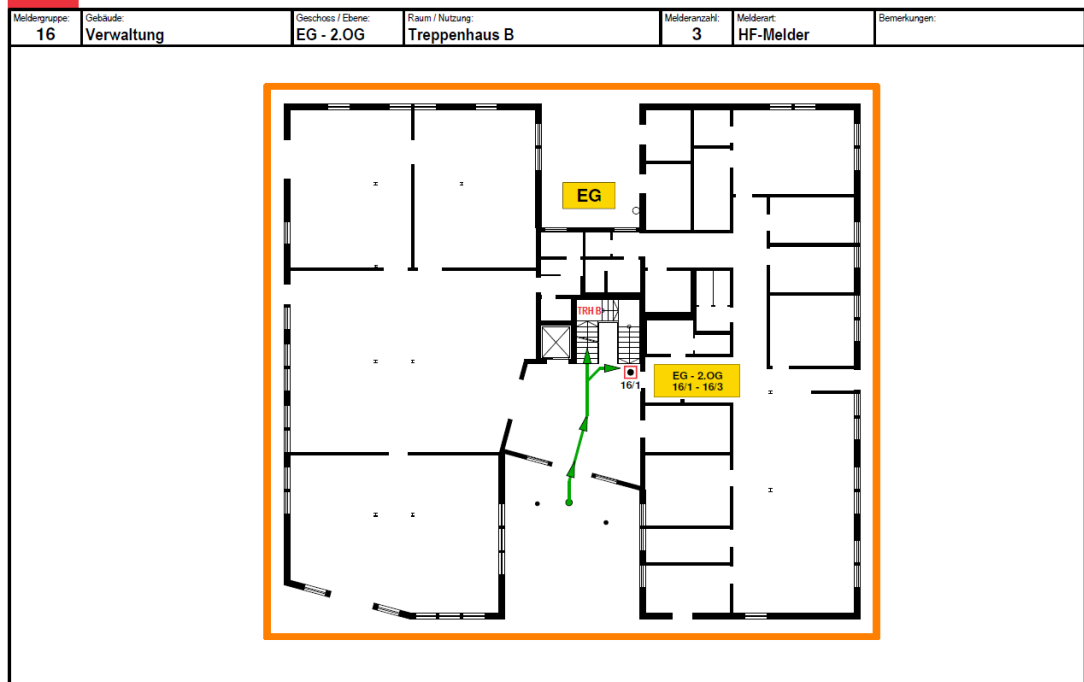 Meldergruppe:
16
Gebäude:
Verwaltung
Geschoss / Ebene:
EG - 2.OG
Raum / Nutzung:
Treppenhaus B
Melderanzahl:
3
Melderart:
HF-Melder
Bemerkungen:
EG
TRH B
16/1
EG - 2.OG
16/1 - 16/3